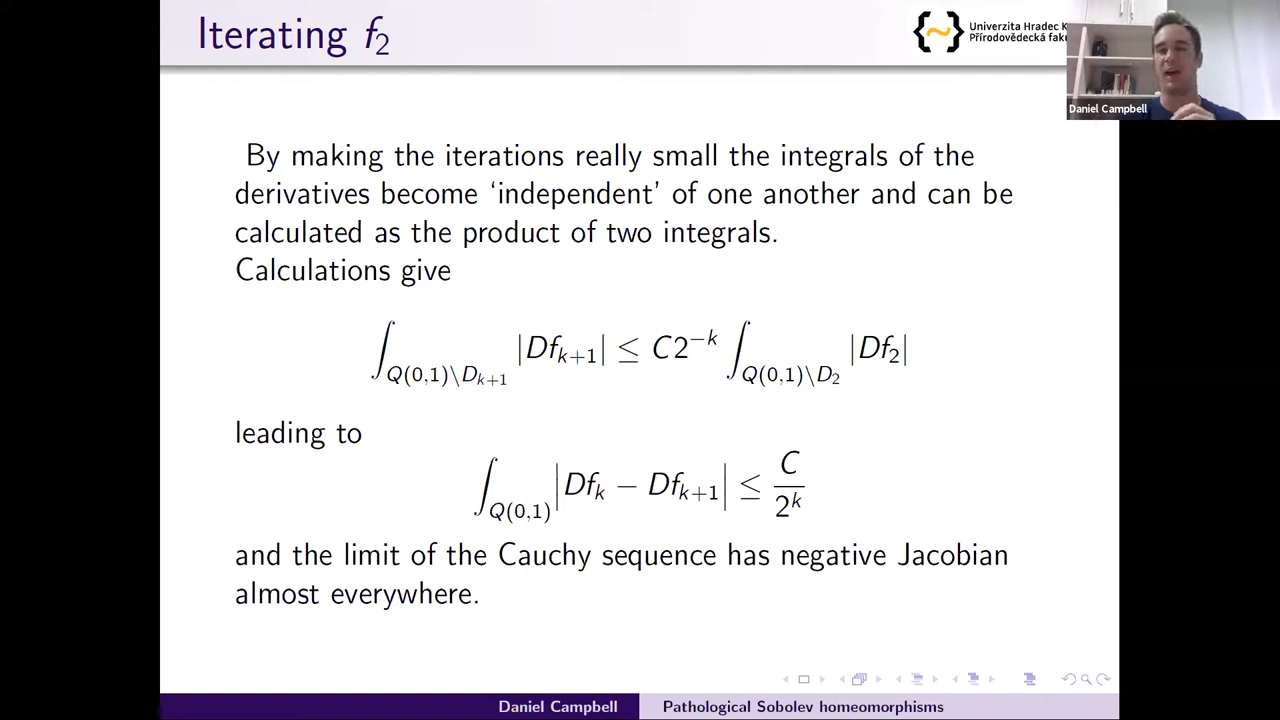 Iterating f₂
Univerzita Hradec K
Přírodovědecká fak
Daniel Campbell
By making the iterations really small the integrals of the
derivatives become ‘independent’ of one another and can be
calculated as the product of two integrals.
Calculations give
∫_{Q(0,1)\D_{k+1}} |Df_{k+1}| ≤ C2^{-k} ∫_{Q(0,1)\D_2} |Df_2|
leading to
∫_{Q(0,1)} |Df_k − Df_{k+1}| ≤ C/2^k
and the limit of the Cauchy sequence has negative Jacobian
almost everywhere.
Daniel Campbell
Pathological Sobolev homeomorphisms